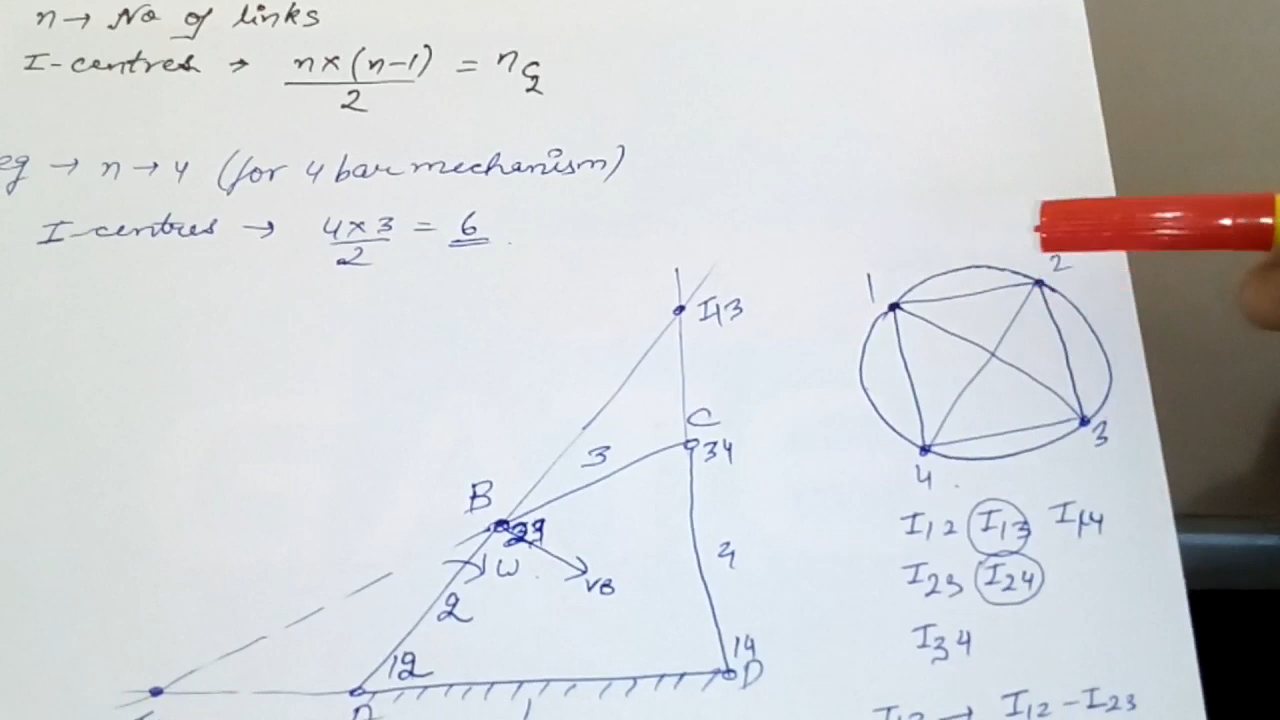 n → No of links
I-centres → n×(n-1) / 2 = nC2
eg → n → 4 (for 4 bar mechanism)
I-centres → 4×3 / 2 = 6
I13
C
34
3
B
23
ω
VB
2
4
12
14
D
1
1
2
3
4
I12 I13 I14
I23 I24
I34
I13 → I12 - I23